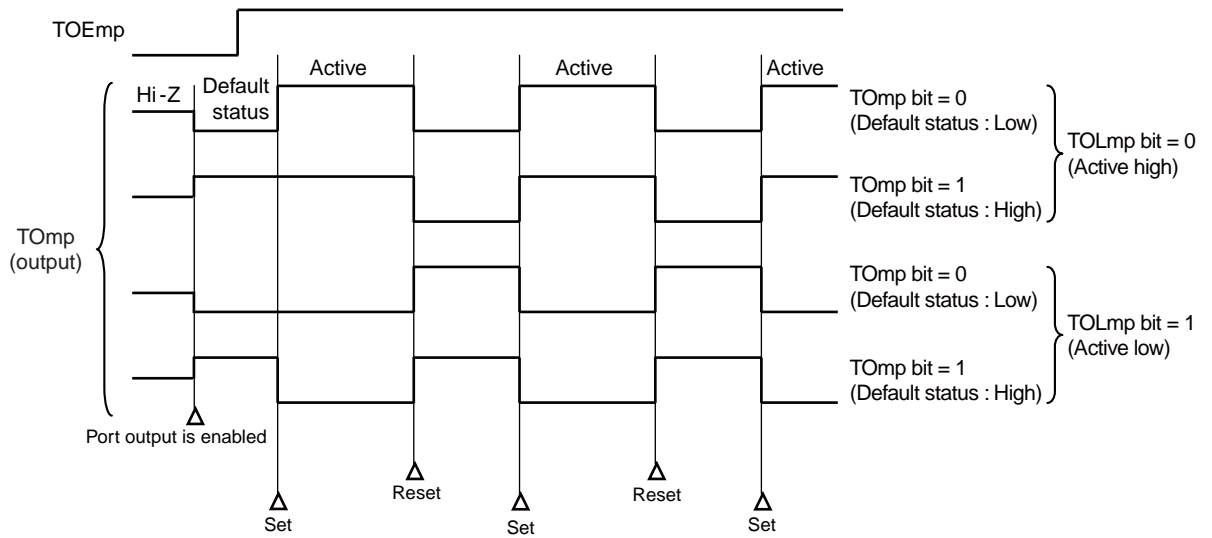 TOEmp
Active
Active
Active
Hi-Z
Default
status
TOmp bit = 0
(Default status : Low)
TOLmp bit = 0
(Active high)
TOmp bit = 1
(Default status : High)
TOmp
(output)
TOmp bit = 0
(Default status : Low)
TOLmp bit = 1
(Active low)
TOmp bit = 1
(Default status : High)
Port output is enabled
Reset
Reset
Set
Set
Set